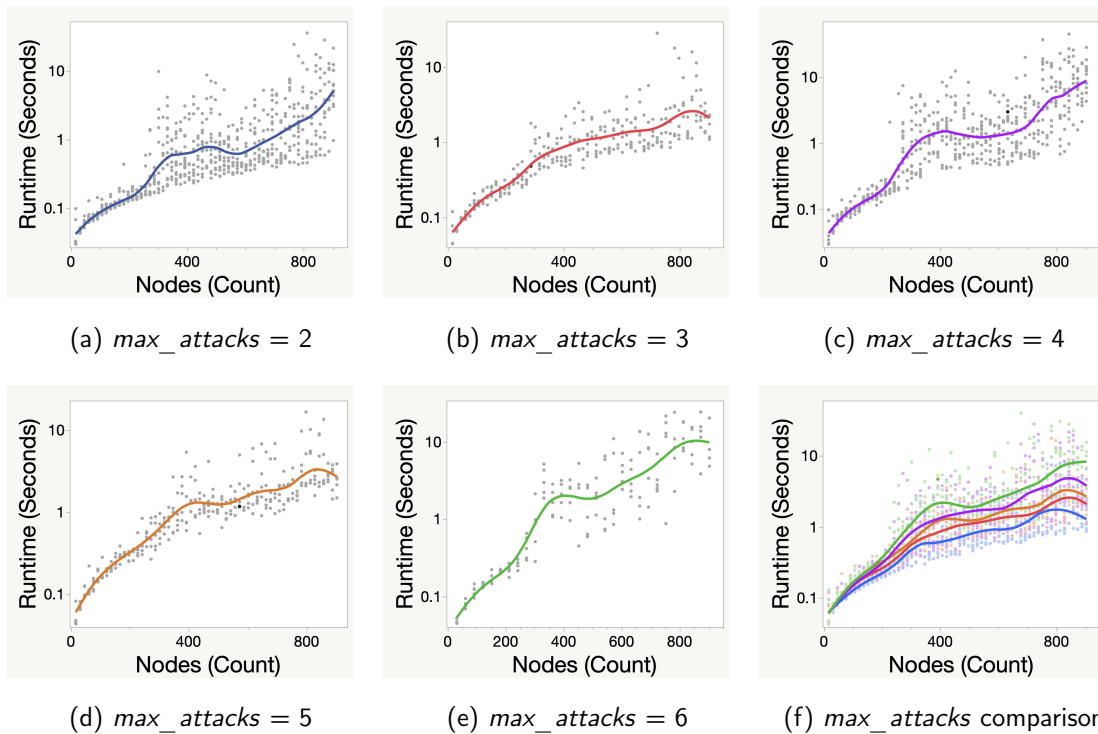 Runtime (Seconds)
10
1
0.1
0
400
800
Nodes (Count)
(a) max_attacks = 2
Runtime (Seconds)
10
1
0.1
0
400
800
Nodes (Count)
(b) max_attacks = 3
Runtime (Seconds)
10
1
0.1
0
400
800
Nodes (Count)
(c) max_attacks = 4
Runtime (Seconds)
10
1
0.1
0
400
800
Nodes (Count)
(d) max_attacks = 5
Runtime (Seconds)
10
1
0.1
0
200
400
600
800
Nodes (Count)
(e) max_attacks = 6
Runtime (Seconds)
10
1
0.1
0
400
800
Nodes (Count)
(f) max_attacks comparison